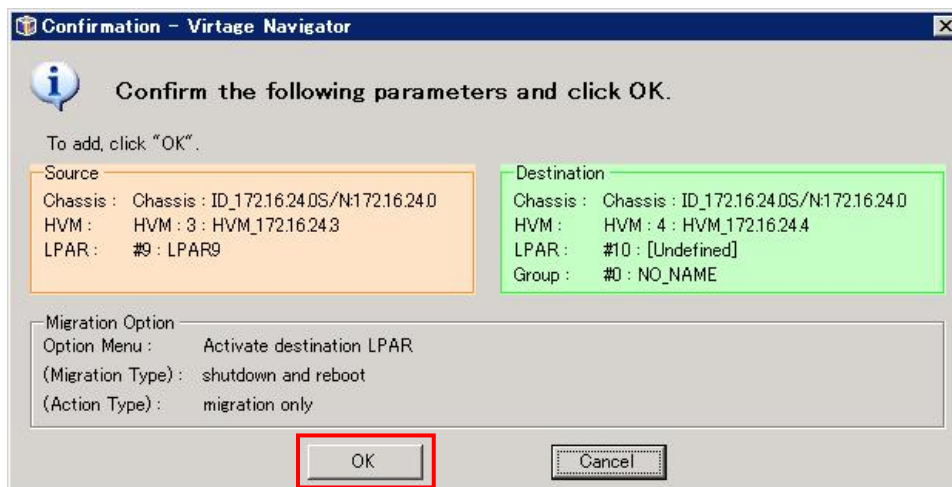 Confirmation - Virtage Navigator
Confirm the following parameters and click OK.
To add, click "OK".
Source
Chassis : Chassis : ID_172.16.24.0S/N:172.16.24.0
HVM : HVM : 3 : HVM_172.16.24.3
LPAR : #9 : LPAR9
Destination
Chassis : Chassis : ID_172.16.24.0S/N:172.16.24.0
HVM : HVM : 4 : HVM_172.16.24.4
LPAR : #10 : [Undefined]
Group : #0 : NO_NAME
Migration Option
Option Menu : Activate destination LPAR
(Migration Type) : shutdown and reboot
(Action Type) : migration only
OK Cancel